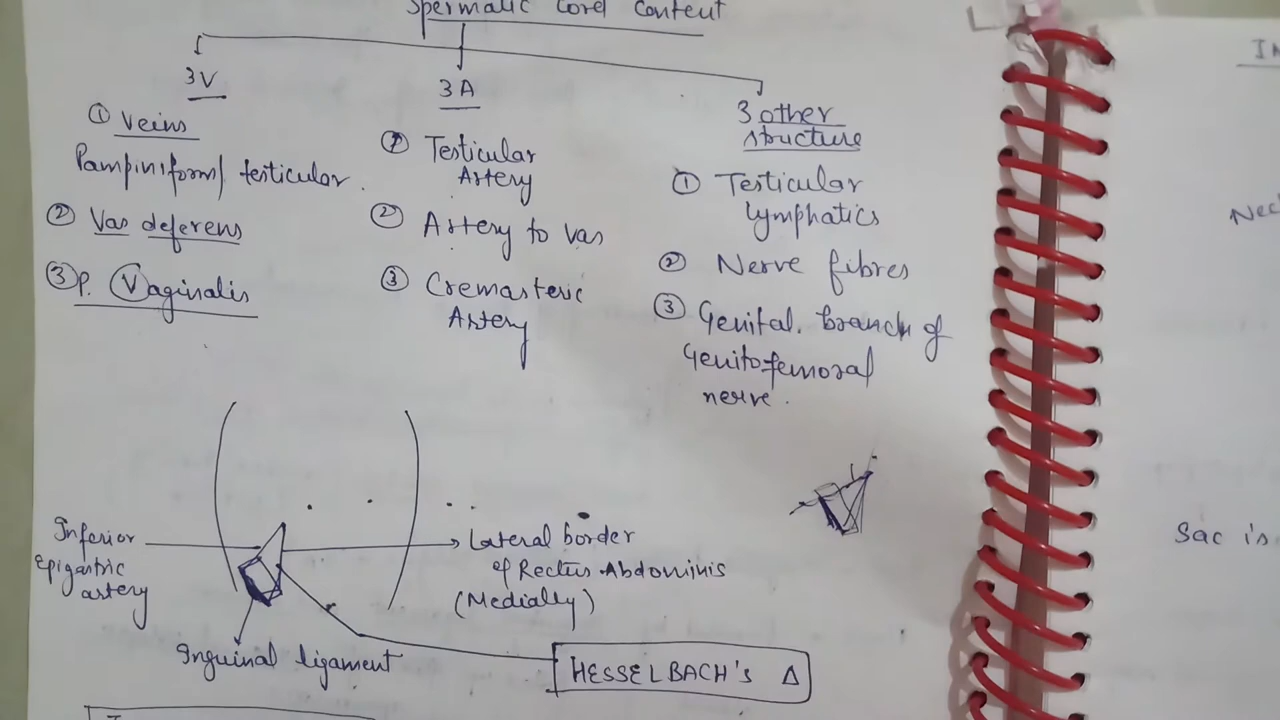 Spermatic Cord Content
3V
① Veins
Pampiniform/ testicular
② Vas deferens
③ P. Vaginalis
3A
① Testicular
Artery
② Artery to vas
③ Cremasteric
Artery
3 other
structure
① Testicular
lymphatics
② Nerve fibres
③ Genital branch of
Genitofemoral
nerve.
Inferior
epigastric
artery
Lateral border
of Rectus Abdominis
(Medially)
Inguinal ligament
HESSELBACH's Δ
Sac is